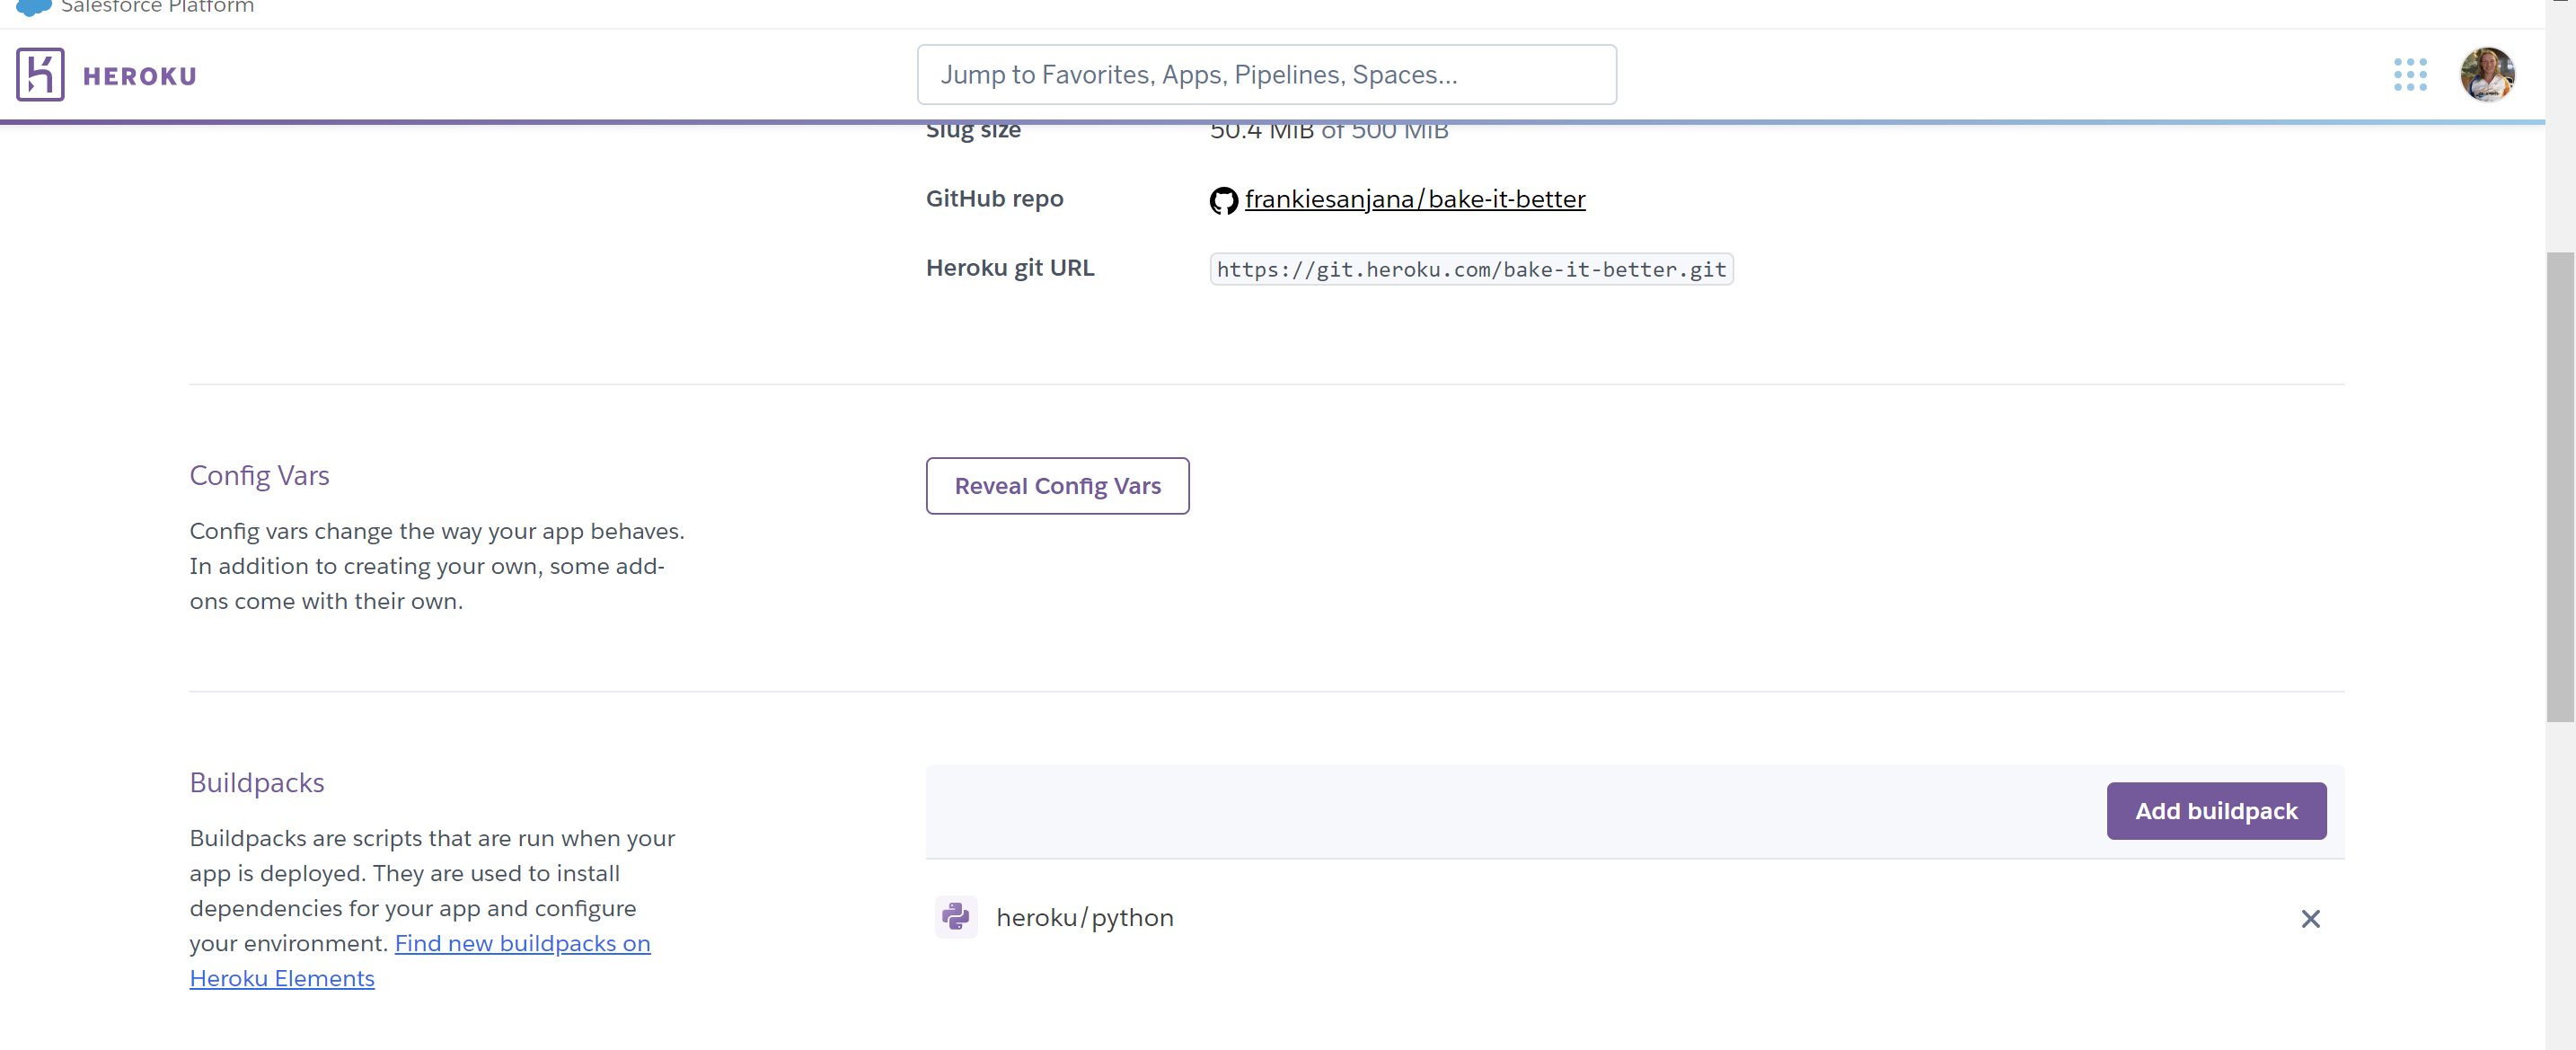 Salesforce Platform
HEROKU
Jump to Favorites, Apps, Pipelines, Spaces...
Slug size
50.4 MiB of 500 MiB
GitHub repo
frankiesanjana/bake-it-better
Heroku git URL
https://git.heroku.com/bake-it-better.git
Config Vars
Reveal Config Vars
Config vars change the way your app behaves.
In addition to creating your own, some add-
ons come with their own.
Buildpacks
Add buildpack
Buildpacks are scripts that are run when your
app is deployed. They are used to install
dependencies for your app and configure
your environment. Find new buildpacks on
Heroku Elements
heroku/python